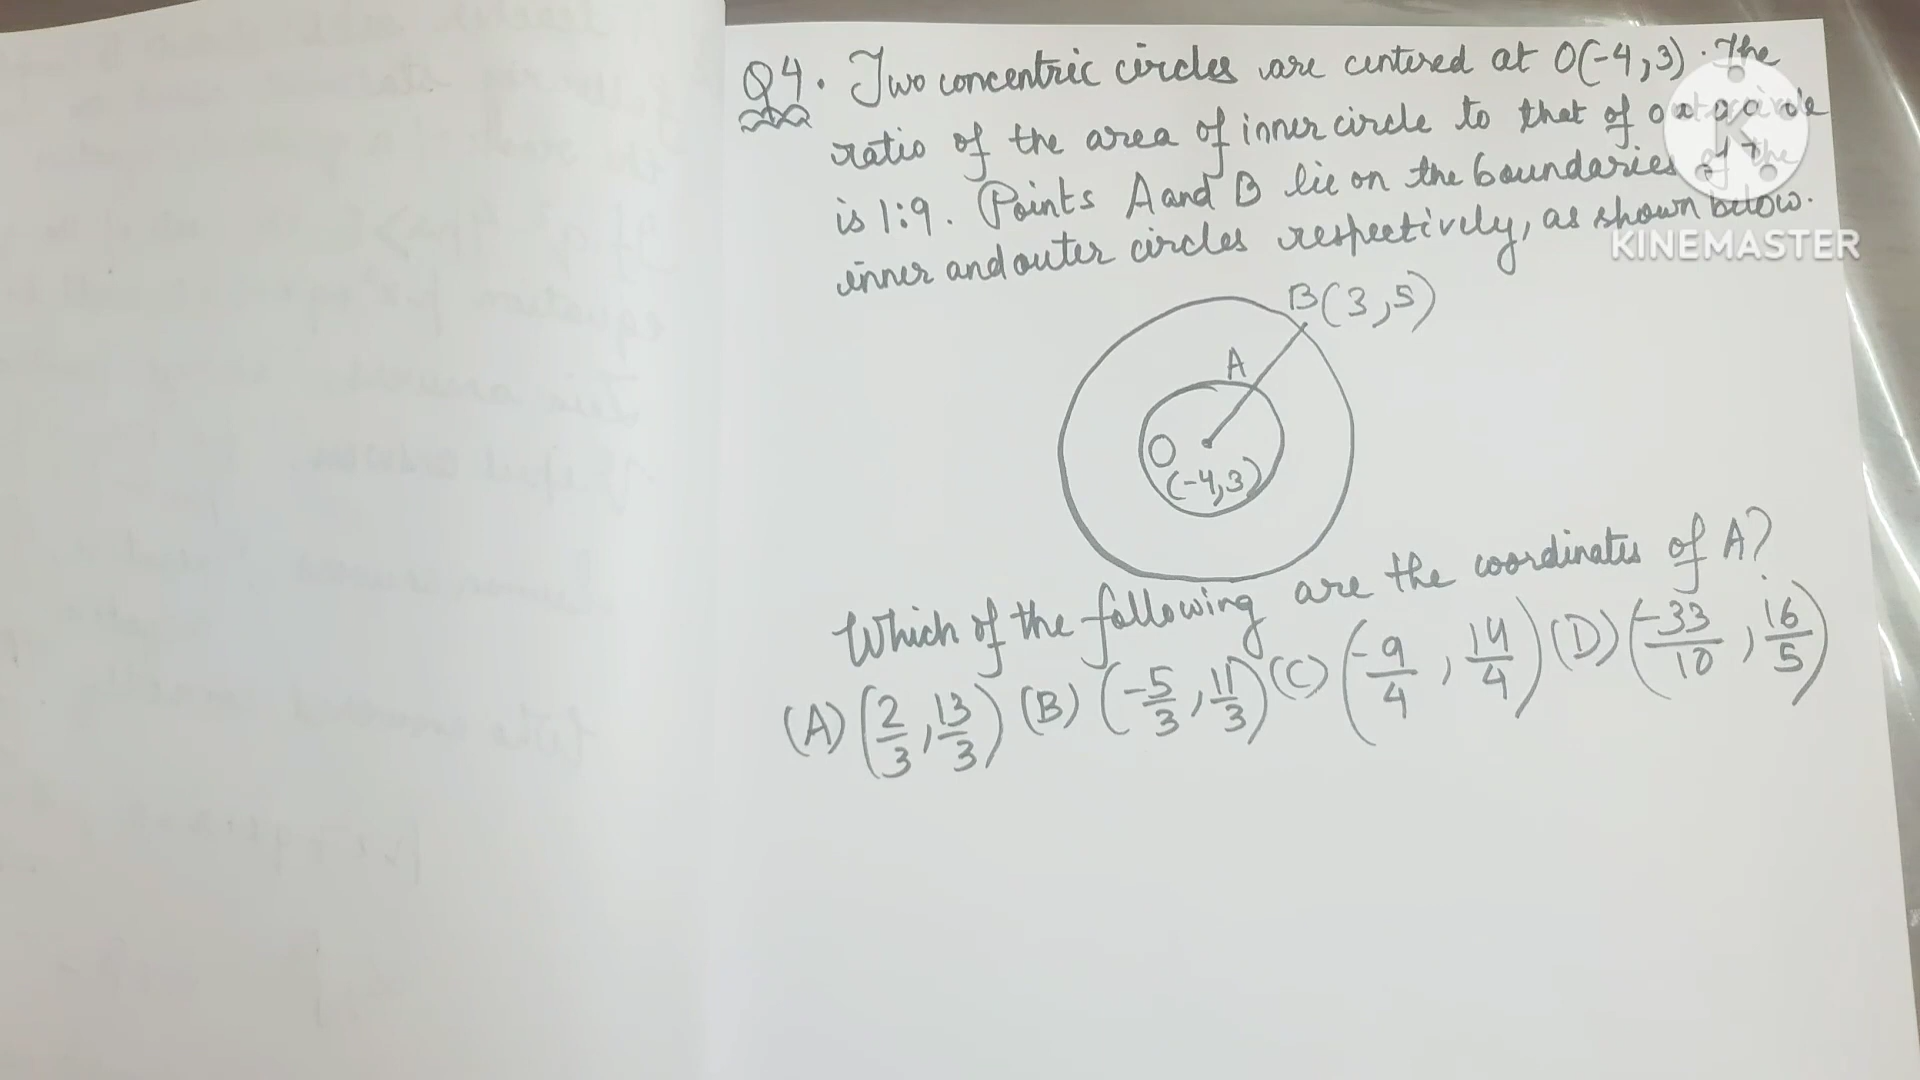 Q4. Two concentric circles are centered at O(-4,3). The
ratio of the area of inner circle to that of
is 1:9. Points A and B lie on the boundaries of the
inner and outer circles respectively, as shown below.
KINEMASTER
B(3,5)
A
O
(-4,3)
Which of the following are the coordinates of A?
(A) (2/3, 13/3) (B) (-5/3, 11/3) (C) (-9/4, 14/4) (D) (-33/10, 16/5)